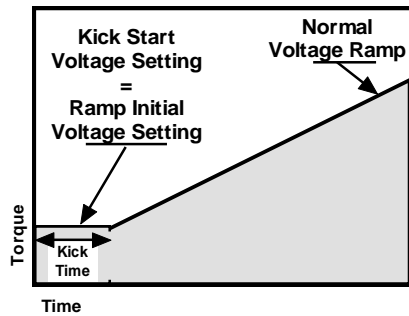 Kick Start
Voltage Setting
=
Ramp Initial
Voltage Setting
Normal
Voltage Ramp
Torque
Kick
Time
Time